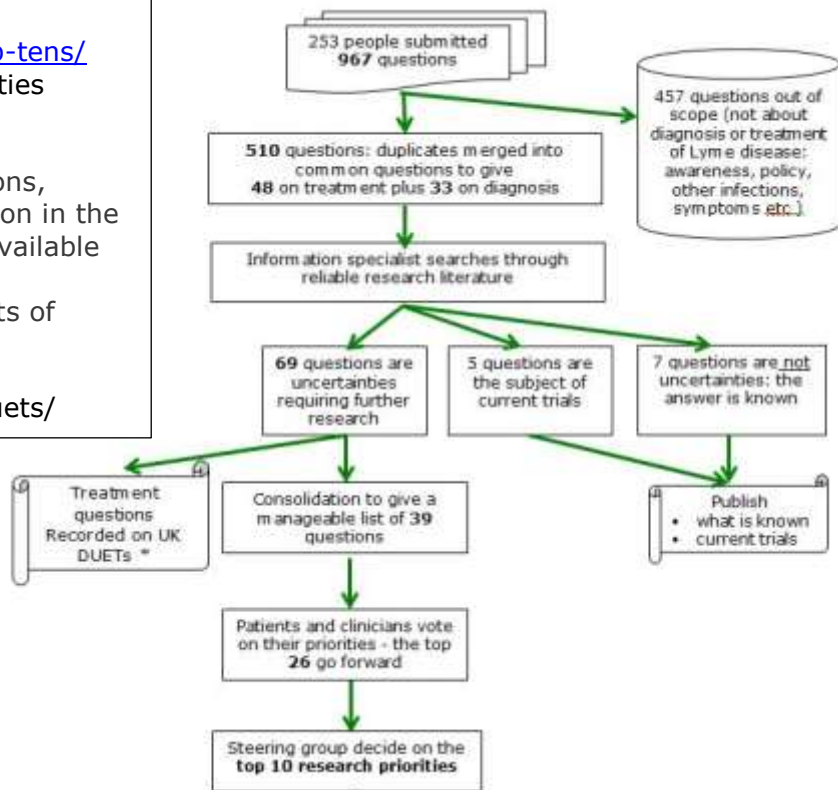 o-tens/
ties
ons,
on in the
vailable
ts of
uets/
253 people submitted
967 questions
457 questions out of
scope (not about
diagnosis or treatment
of Lyme disease:
awareness, policy,
other infections,
symptoms etc.)
510 questions: duplicates merged into
common questions to give
48 on treatment plus 33 on diagnosis
Information specialist searches through
reliable research literature
69 questions are
uncertainties
requiring further
research
5 questions are
the subject of
current trials
7 questions are not
uncertainties: the
answer is known
Treatment
questions
Recorded on UK
DUETs *
Consolidation to give a
manageable list of 39
questions
Publish
• what is known
• current trials
Patients and clinicians vote
on their priorities - the top
26 go forward
Steering group decide on the
top 10 research priorities